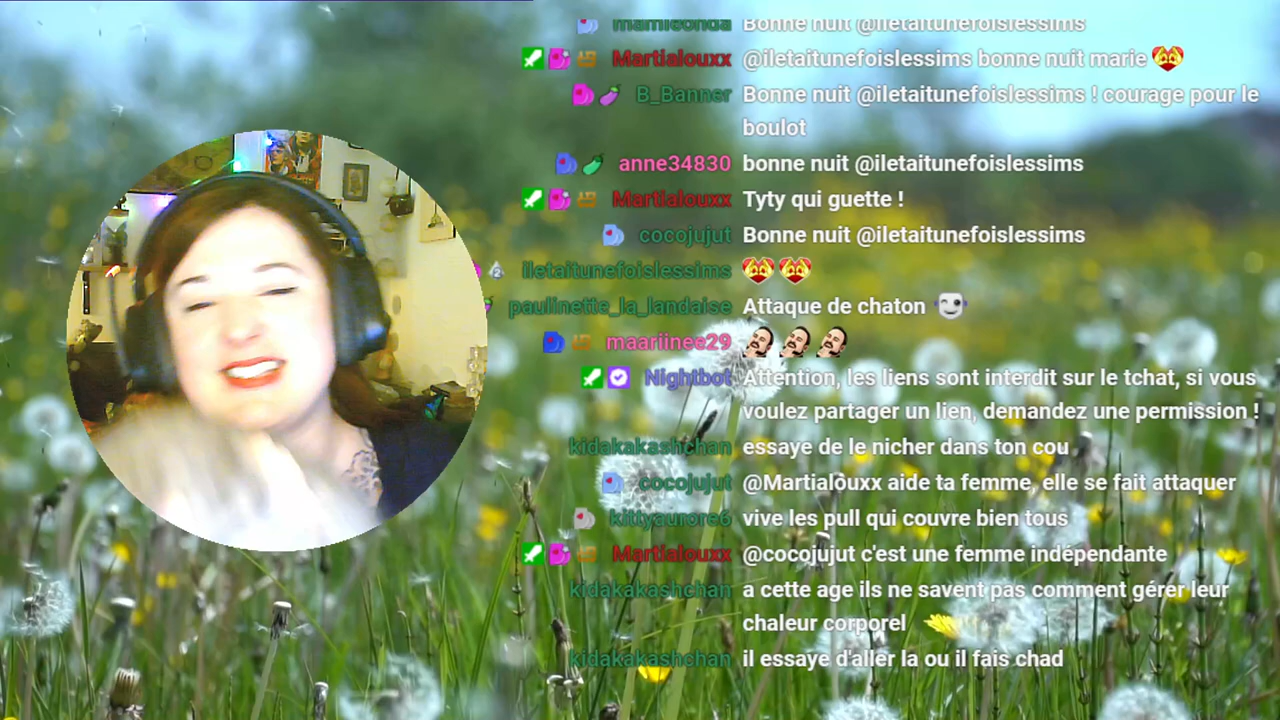 mamieonda Bonne nuit @iletaitunefoislessims
Martialouxx @iletaitunefoislessims bonne nuit marie
B_Banner Bonne nuit @iletaitunefoislessims ! courage pour le
boulot
anne34830 bonne nuit @iletaitunefoislessims
Martialouxx Tyty qui guette !
cocojujut Bonne nuit @iletaitunefoislessims
iletaitunefoislessims
paulinette_la_landaise Attaque de chaton
maariinee29
Nightbot Attention, les liens sont interdit sur le tchat, si vous
voulez partager un lien, demandez une permission !
kidakakashchan essaye de le nicher dans ton cou
cocojujut @Martialouxx aide ta femme, elle se fait attaquer
kittyaurore6 vive les pull qui couvre bien tous
Martialouxx @cocojujut c'est une femme indépendante
kidakakashchan a cette age ils ne savent pas comment gérer leur
chaleur corporel
kidakakashchan il essaye d'aller la ou il fais chad